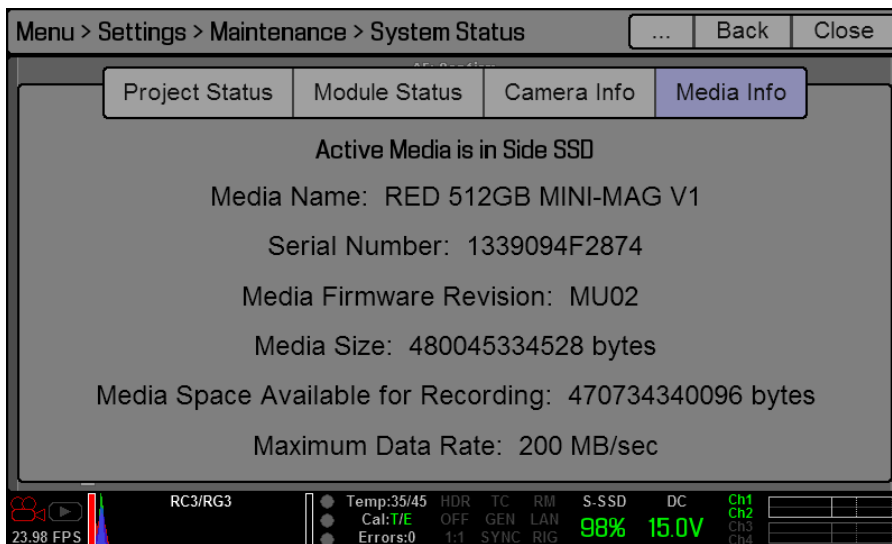 Menu > Settings > Maintenance > System Status ... Back Close
Project Status Module Status Camera Info Media Info
Active Media is in Side SSD
Media Name: RED 512GB MINI-MAG V1
Serial Number: 1339094F2874
Media Firmware Revision: MU02
Media Size: 480045334528 bytes
Media Space Available for Recording: 470734340096 bytes
Maximum Data Rate: 200 MB/sec
RC3/RG3 Temp:35/45 HDR TC RM S-SSD DC Ch1
Cal:T/E OFF GEN LAN 98% 15.0V Ch2
23.98 FPS Errors:0 1:1 SYNC RIG Ch3
Ch4